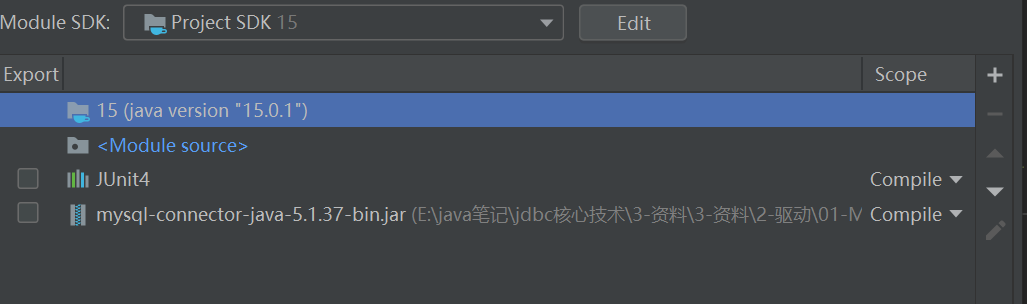 Module SDK: Project SDK 15 Edit
Export Scope
15 (java version "15.0.1")
<Module source>
JUnit4 Compile
mysql-connector-java-5.1.37-bin.jar (E:\java笔记\jdbc核心技术\3-资料\3-资料\2-驱动\01-M Compile